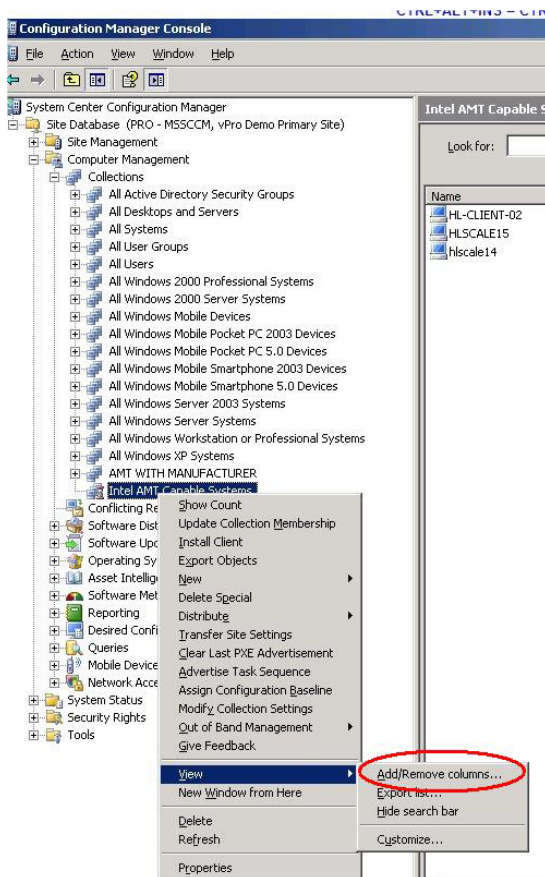 CTRL+ALT+INS = CTR
Configuration Manager Console
File Action View Window Help
System Center Configuration Manager
Site Database (PRO - MSSCCM, vPro Demo Primary Site)
Site Management
Computer Management
Collections
All Active Directory Security Groups
All Desktops and Servers
All Systems
All User Groups
All Users
All Windows 2000 Professional Systems
All Windows 2000 Server Systems
All Windows Mobile Devices
All Windows Mobile Pocket PC 2003 Devices
All Windows Mobile Pocket PC 5.0 Devices
All Windows Mobile Smartphone 2003 Devices
All Windows Mobile Smartphone 5.0 Devices
All Windows Server 2003 Systems
All Windows Server Systems
All Windows Workstation or Professional Systems
All Windows XP Systems
AMT WITH MANUFACTURER
Intel AMT Capable Systems
Conflicting Re
Software Dist
Software Upd
Operating Sy
Asset Intellig
Software Met
Reporting
Desired Confi
Queries
Mobile Device
Network Acce
System Status
Security Rights
Tools
Intel AMT Capable S
Look for:
Name
HL-CLIENT-02
HLSCALE15
hlscale14
Show Count
Update Collection Membership
Install Client
Export Objects
New
Delete Special
Distribute
Transfer Site Settings
Clear Last PXE Advertisement
Advertise Task Sequence
Assign Configuration Baseline
Modify Collection Settings
Out of Band Management
Give Feedback
View
New Window from Here
Delete
Refresh
Properties
Add/Remove columns...
Export list...
Hide search bar
Customize...